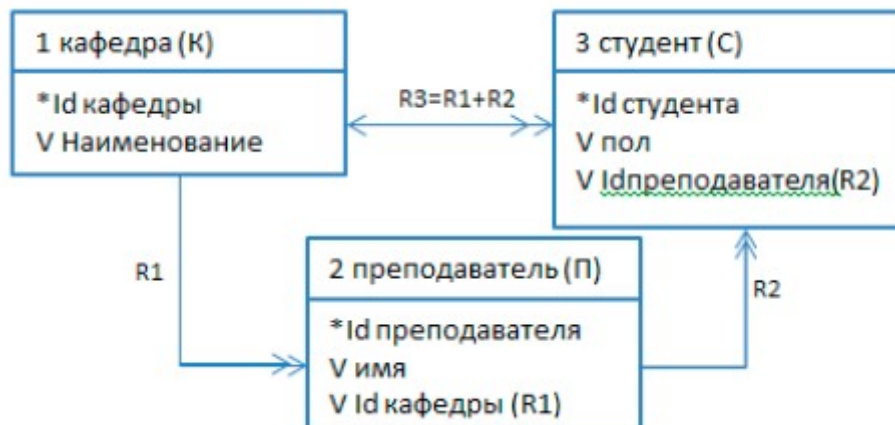 1 кафедра (К)
*Id кафедры
V Наименование
R3=R1+R2
3 студент (С)
*Id студента
V пол
V Idпреподавателя(R2)
R1
2 преподаватель (П)
*Id преподавателя
V имя
V Id кафедры (R1)
R2